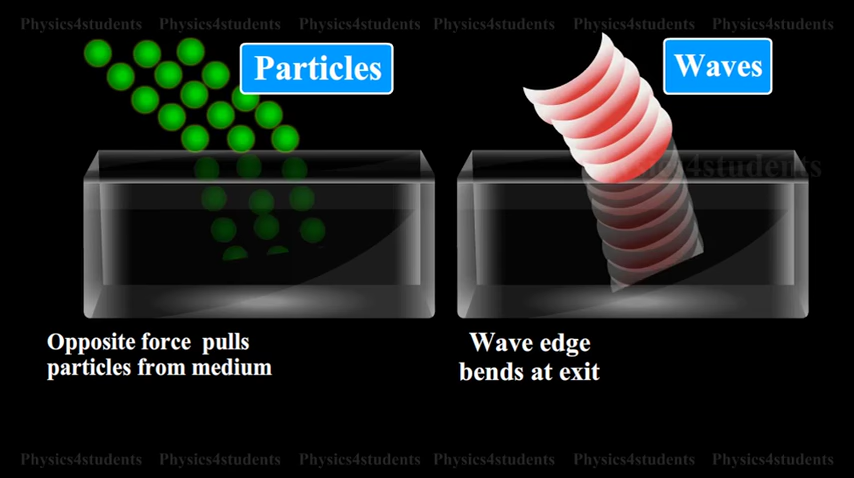 Physics4students Physics4students Physics4students Physics4students Physics4students Physics4students
Particles
Waves
Physics4students
Opposite force pulls
particles from medium
Wave edge
bends at exit
Physics4students Physics4students Physics4students Physics4students Physics4students Physics4students